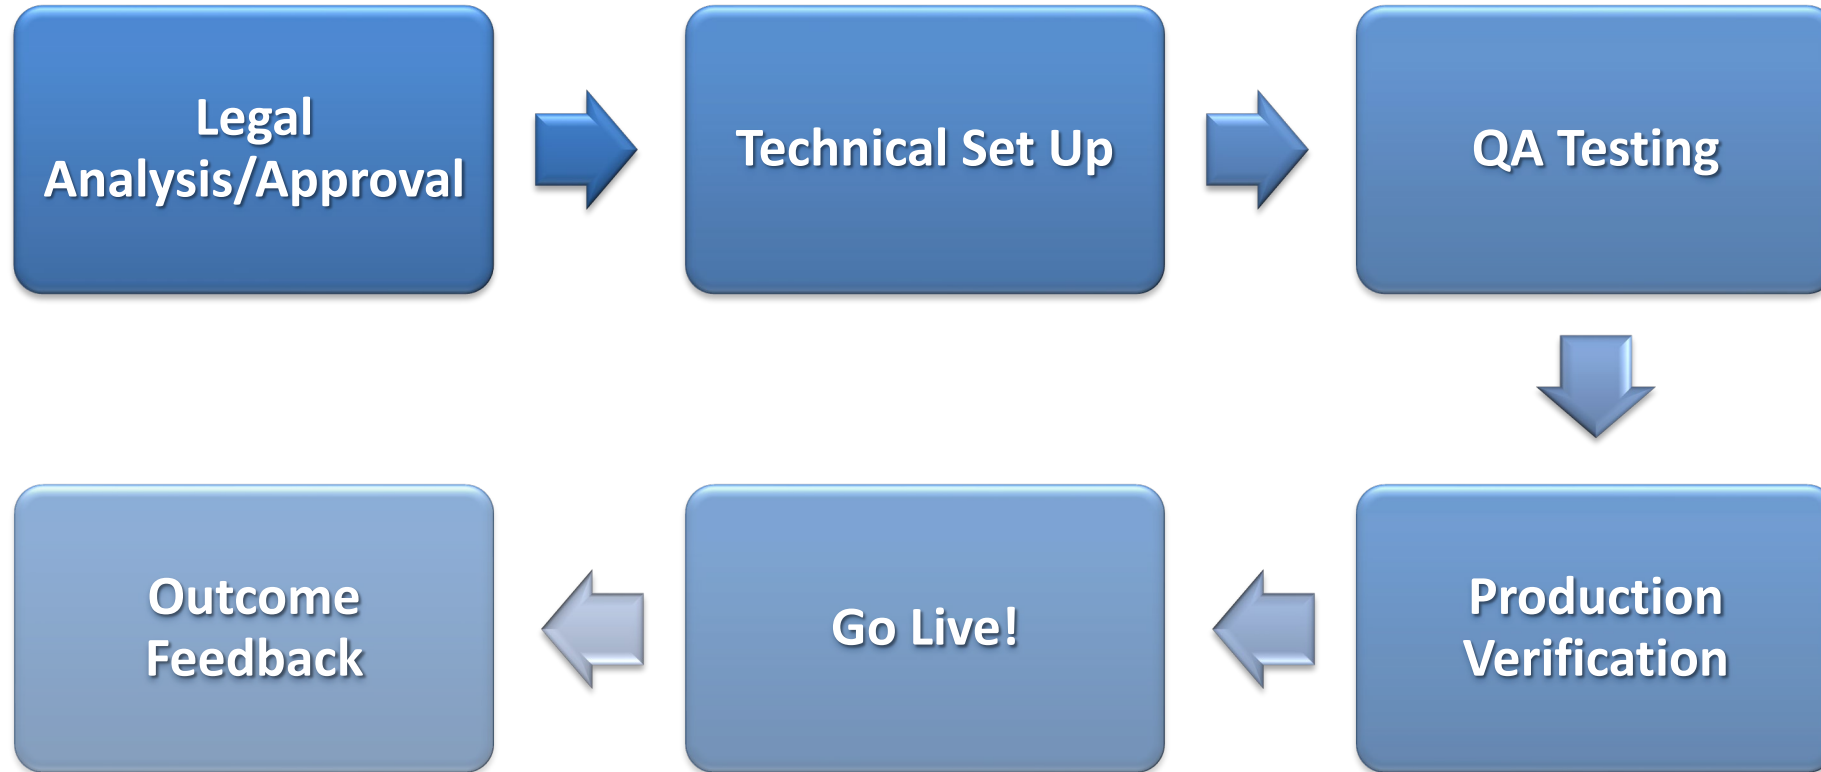 Legal
Analysis/Approval
Technical Set Up
QA Testing
Production
Verification
Go Live!
Outcome
Feedback